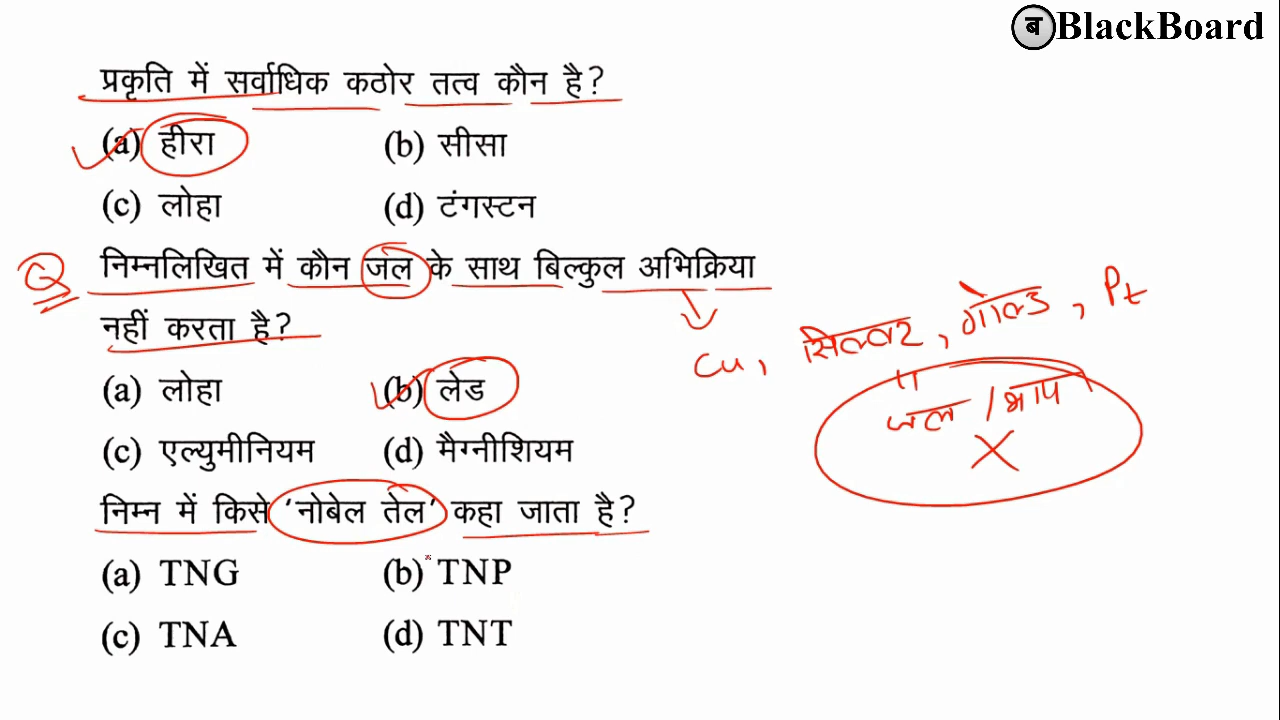 ब BlackBoard
प्रकृति में सर्वाधिक कठोर तत्व कौन है?
(a) हीरा (b) सीसा
(c) लोहा (d) टंगस्टन
Q निम्नलिखित में कौन जल के साथ बिल्कुल अभिक्रिया
नहीं करता है?
Cu, सिल्वर, गोल्ड, Pt
(a) लोहा (b) लेड
जल / भाप
(c) एल्युमीनियम (d) मैग्नीशियम
निम्न में किसे ‘नोबेल तेल’ कहा जाता है?
(a) TNG (b) TNP
(c) TNA (d) TNT